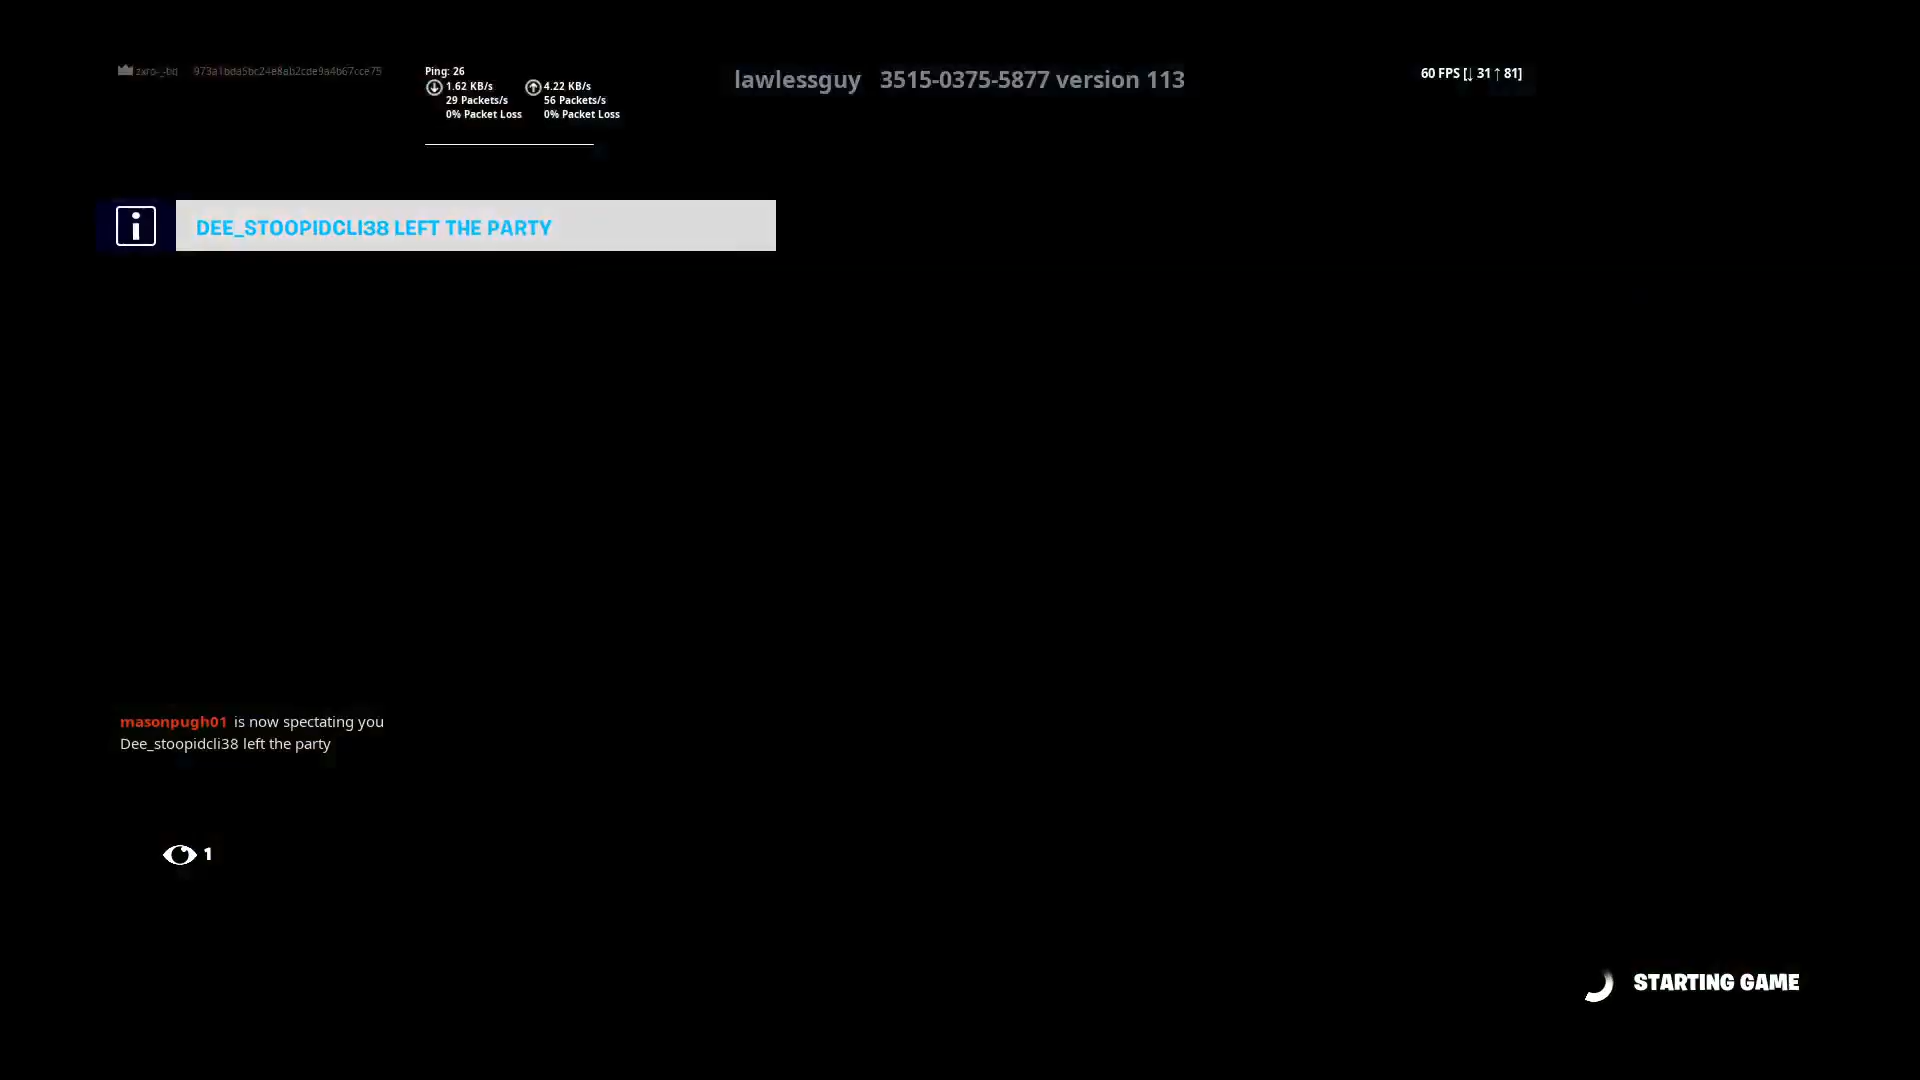 Ping: 26
1.62 KB/s 4.22 KB/s
29 Packets/s 56 Packets/s
0% Packet Loss 0% Packet Loss
lawlessguy 3515-0375-5877 version 113
60 FPS [↓ 31 ↑ 81]
DEE_STOOPIDCLI38 LEFT THE PARTY
masonpugh01 is now spectating you
Dee_stoopidcli38 left the party
1
STARTING GAME